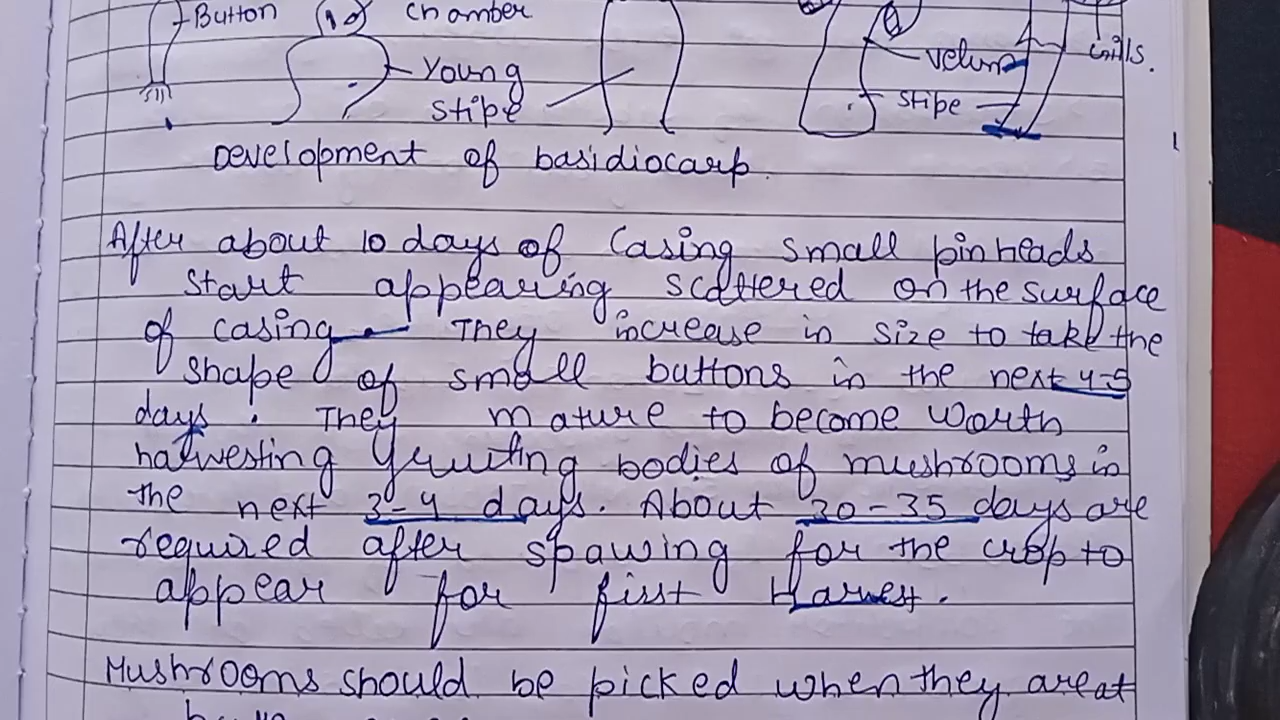 Button
chamber
Young
stipe
velum
gills.
stipe
Development of basidiocarp.
After about 10 days of casing small pinheads
start appearing scattered on the surface
of casing They increase in size to take the
shape of small buttons in the next 4-5
days. They mature to become worth
harwesting fruiting bodies of mushrooms in
the next 3-4 days. About 30-35 days are
required after spawing for the crop to
appear for first Harvest.
Mushrooms should be picked when they are at